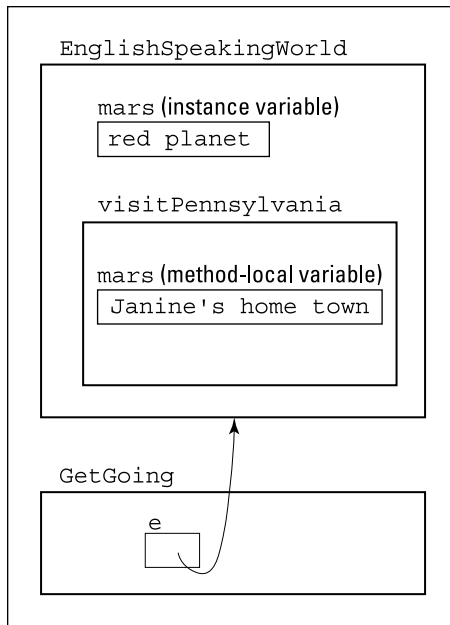 EnglishSpeakingWorld
mars (instance variable)
red planet
visitPennsylvania
mars (method-local variable)
Janine's home town
GetGoing
e